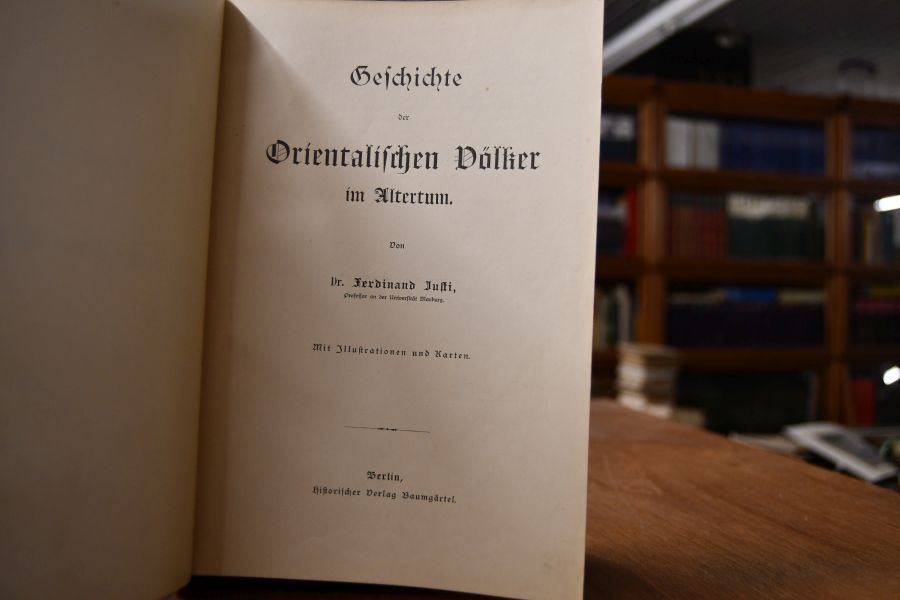 Geschichte
der
Orientalischen Völker
im Altertum.
Von
Dr. Ferdinand Justi,
Professor an der Universität Marburg.
Mit Illustrationen und Karten.
Berlin,
Historischer Verlag Baumgärtel.